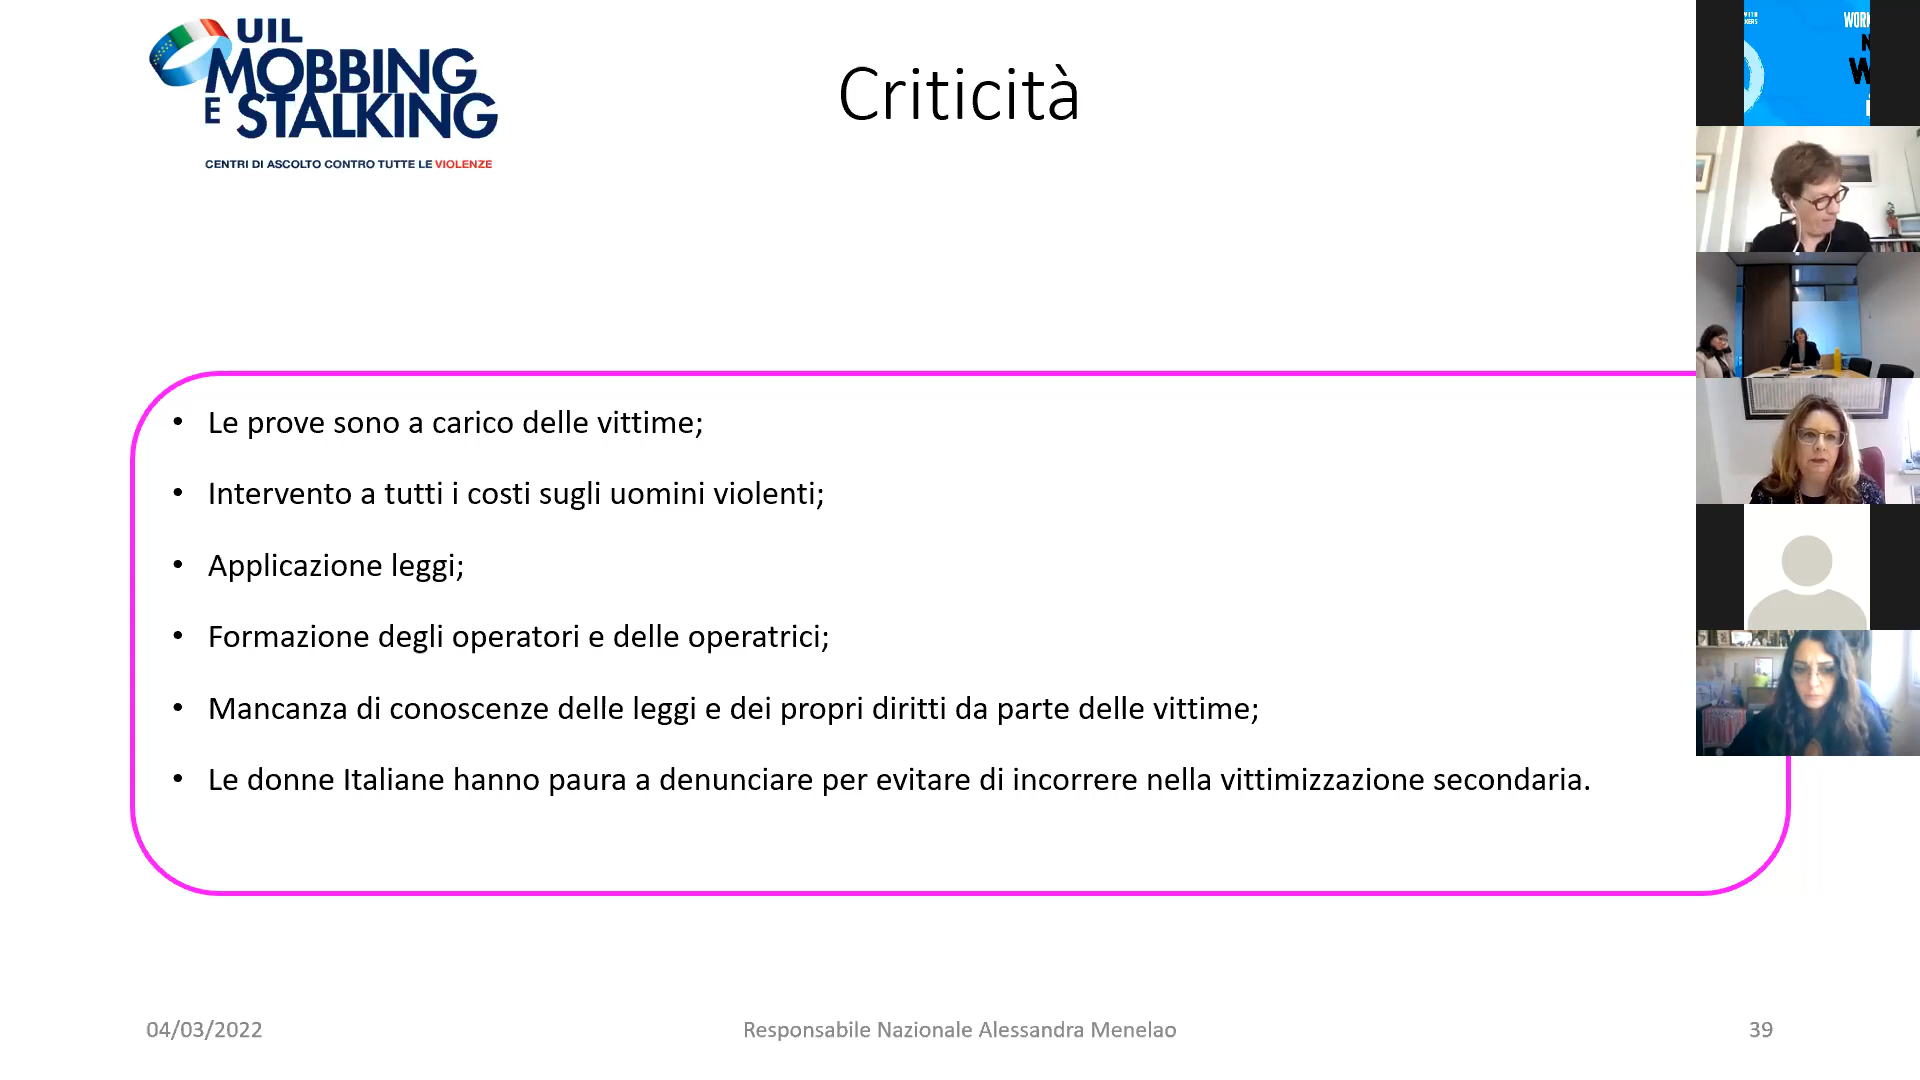 UIL
MOBBING
E STALKING
CENTRI DI ASCOLTO CONTRO TUTTE LE VIOLENZE
Criticità
• Le prove sono a carico delle vittime;
• Intervento a tutti i costi sugli uomini violenti;
• Applicazione leggi;
• Formazione degli operatori e delle operatrici;
• Mancanza di conoscenze delle leggi e dei propri diritti da parte delle vittime;
• Le donne Italiane hanno paura a denunciare per evitare di incorrere nella vittimizzazione secondaria.
04/03/2022
Responsabile Nazionale Alessandra Menelao
39